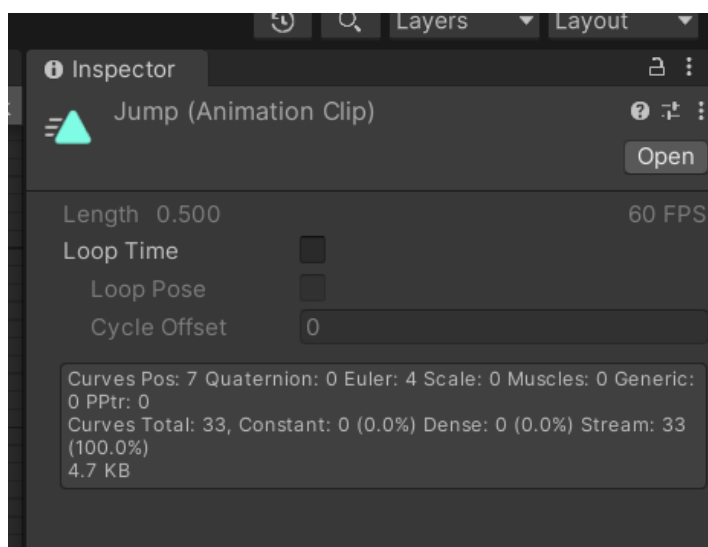 Layers
Layout
Inspector
Jump (Animation Clip)
Open
Length 0.500
60 FPS
Loop Time
Loop Pose
Cycle Offset
0
Curves Pos: 7 Quaternion: 0 Euler: 4 Scale: 0 Muscles: 0 Generic:
0 PPtr: 0
Curves Total: 33, Constant: 0 (0.0%) Dense: 0 (0.0%) Stream: 33
(100.0%)
4.7 KB